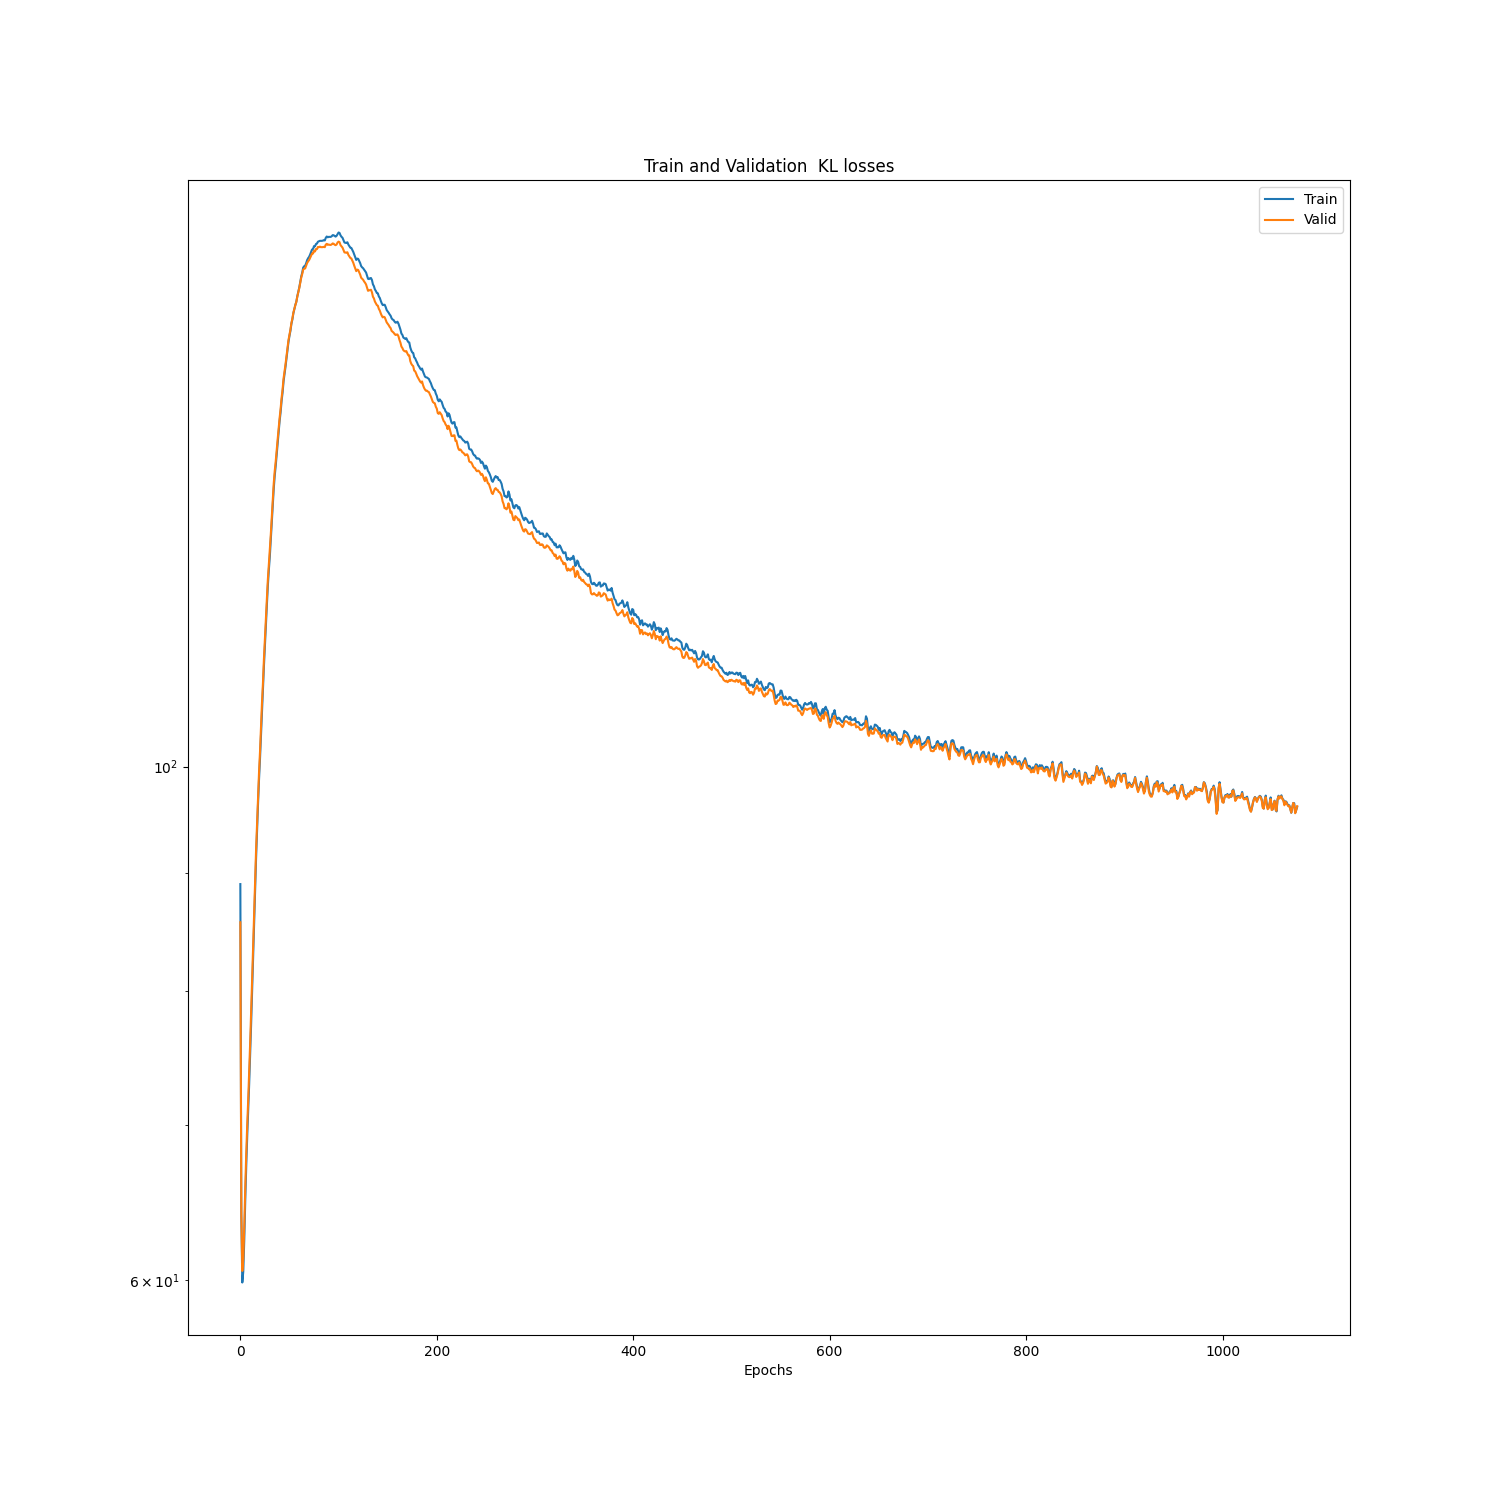 Train and Validation  KL losses
Train
Valid
10²
6 × 10¹
0 200 400 600 800 1000
Epochs